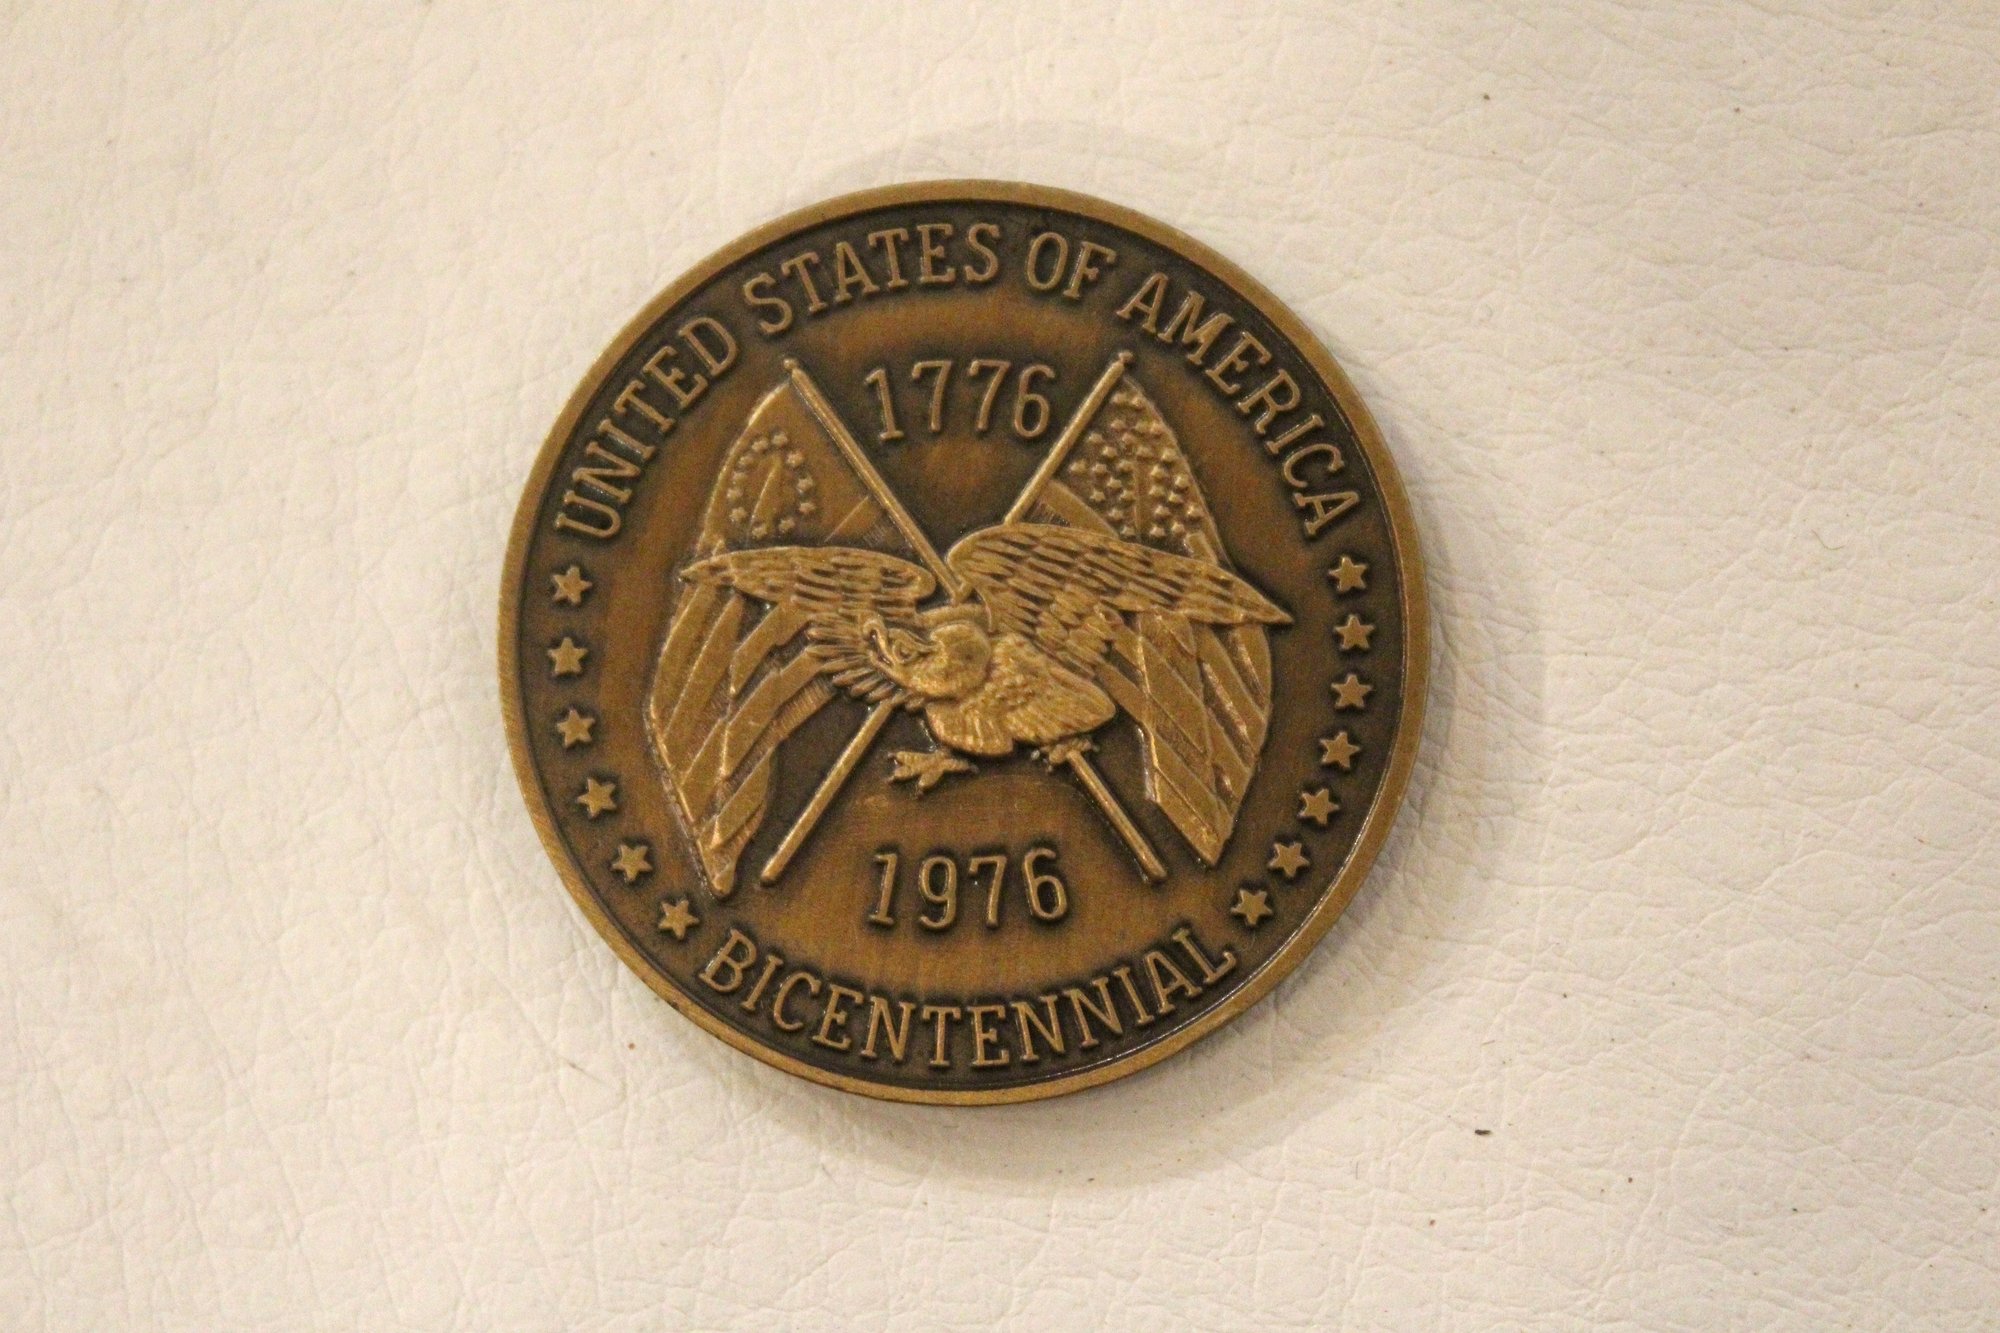 UNITED STATES OF AMERICA
1776
1976
BICENTENNIAL